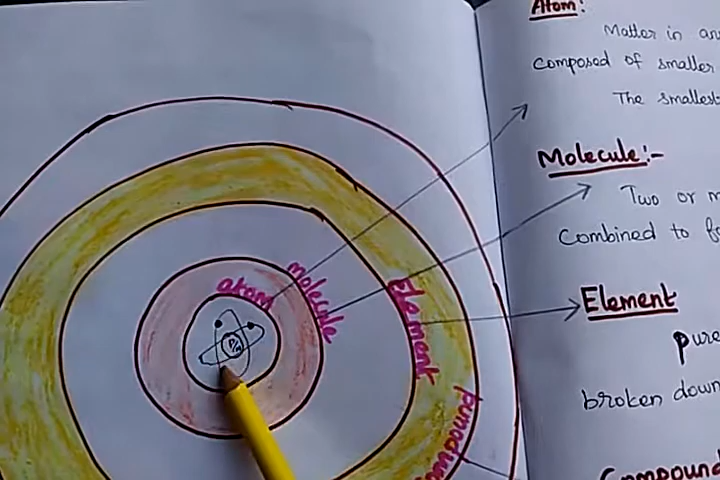 Atom:
Matter in
Composed of smaller
The smallest
Molecule:-
Two or
Combined to
Element
pure
broken down
Compound
atom
molecule
Element
P/N